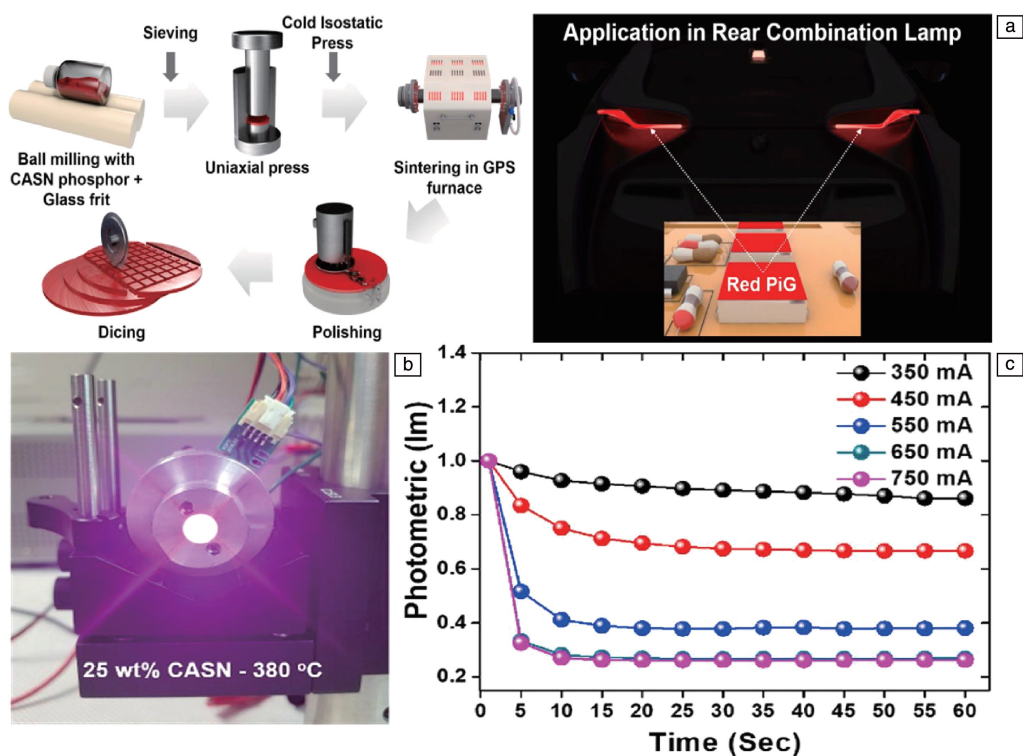 Sieving
Cold Isostatic
Press
Ball milling with
CASN phosphor +
Glass frit
Uniaxial press
Sintering in GPS
furnace
Dicing
Polishing
a
Application in Rear Combination Lamp
Red PiG
b
25 wt% CASN - 380 °C
c
Photometric (lm)
1.4
1.2
1.0
0.8
0.6
0.4
0.2
350 mA
450 mA
550 mA
650 mA
750 mA
0 5 10 15 20 25 30 35 40 45 50 55 60
Time (Sec)